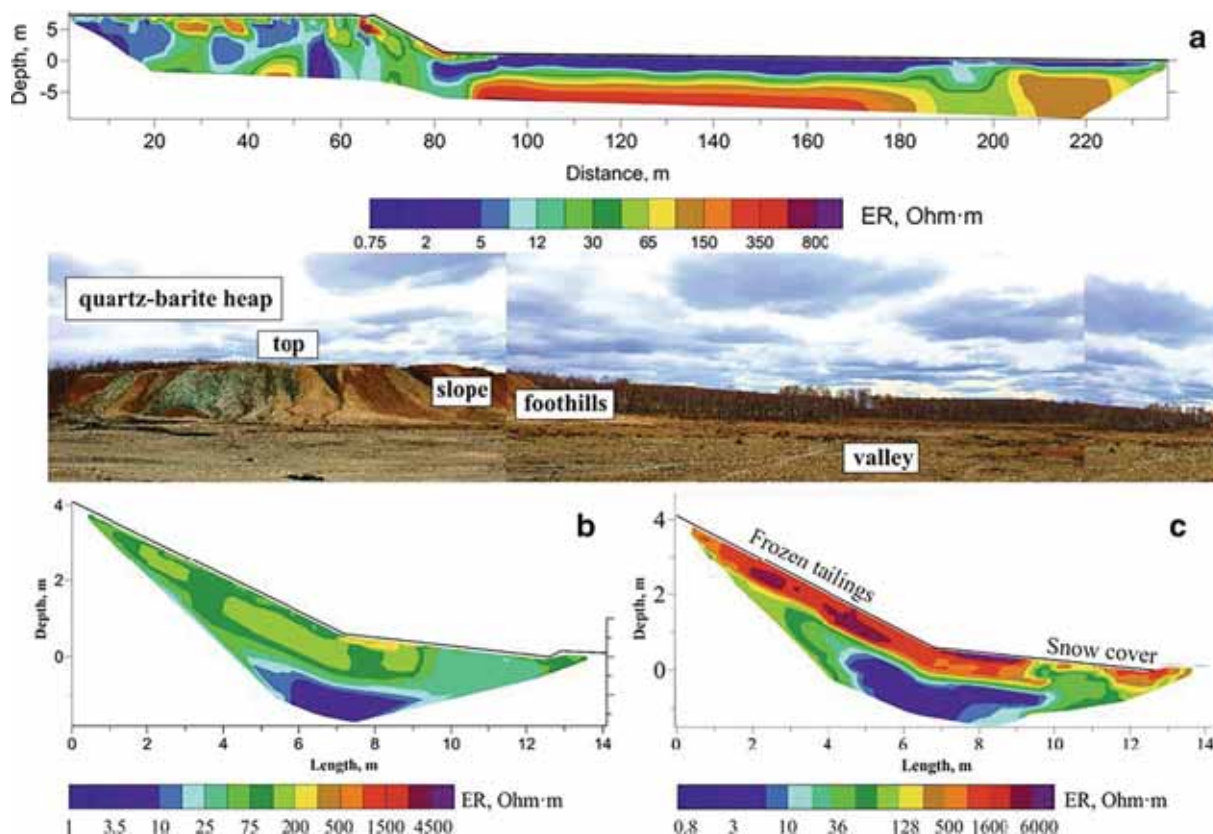 a
Depth, m
5
0
-5
20 40 60 80 100 120 140 160 180 200 220
Distance, m
ER, Ohm·m
0.75 2 5 12 30 65 150 350 800
quartz-barite heap
top
slope
foothills
valley
b
Depth, m
4
2
0
0 2 4 6 8 10 12 14
Length, m
ER, Ohm·m
1 3.5 10 25 75 200 500 1500 4500
c
Frozen tailings
Snow cover
Depth, m
4
2
0
0 2 4 6 8 10 12 14
Length, m
ER, Ohm·m
0.8 3 10 36 128 500 1600 6000